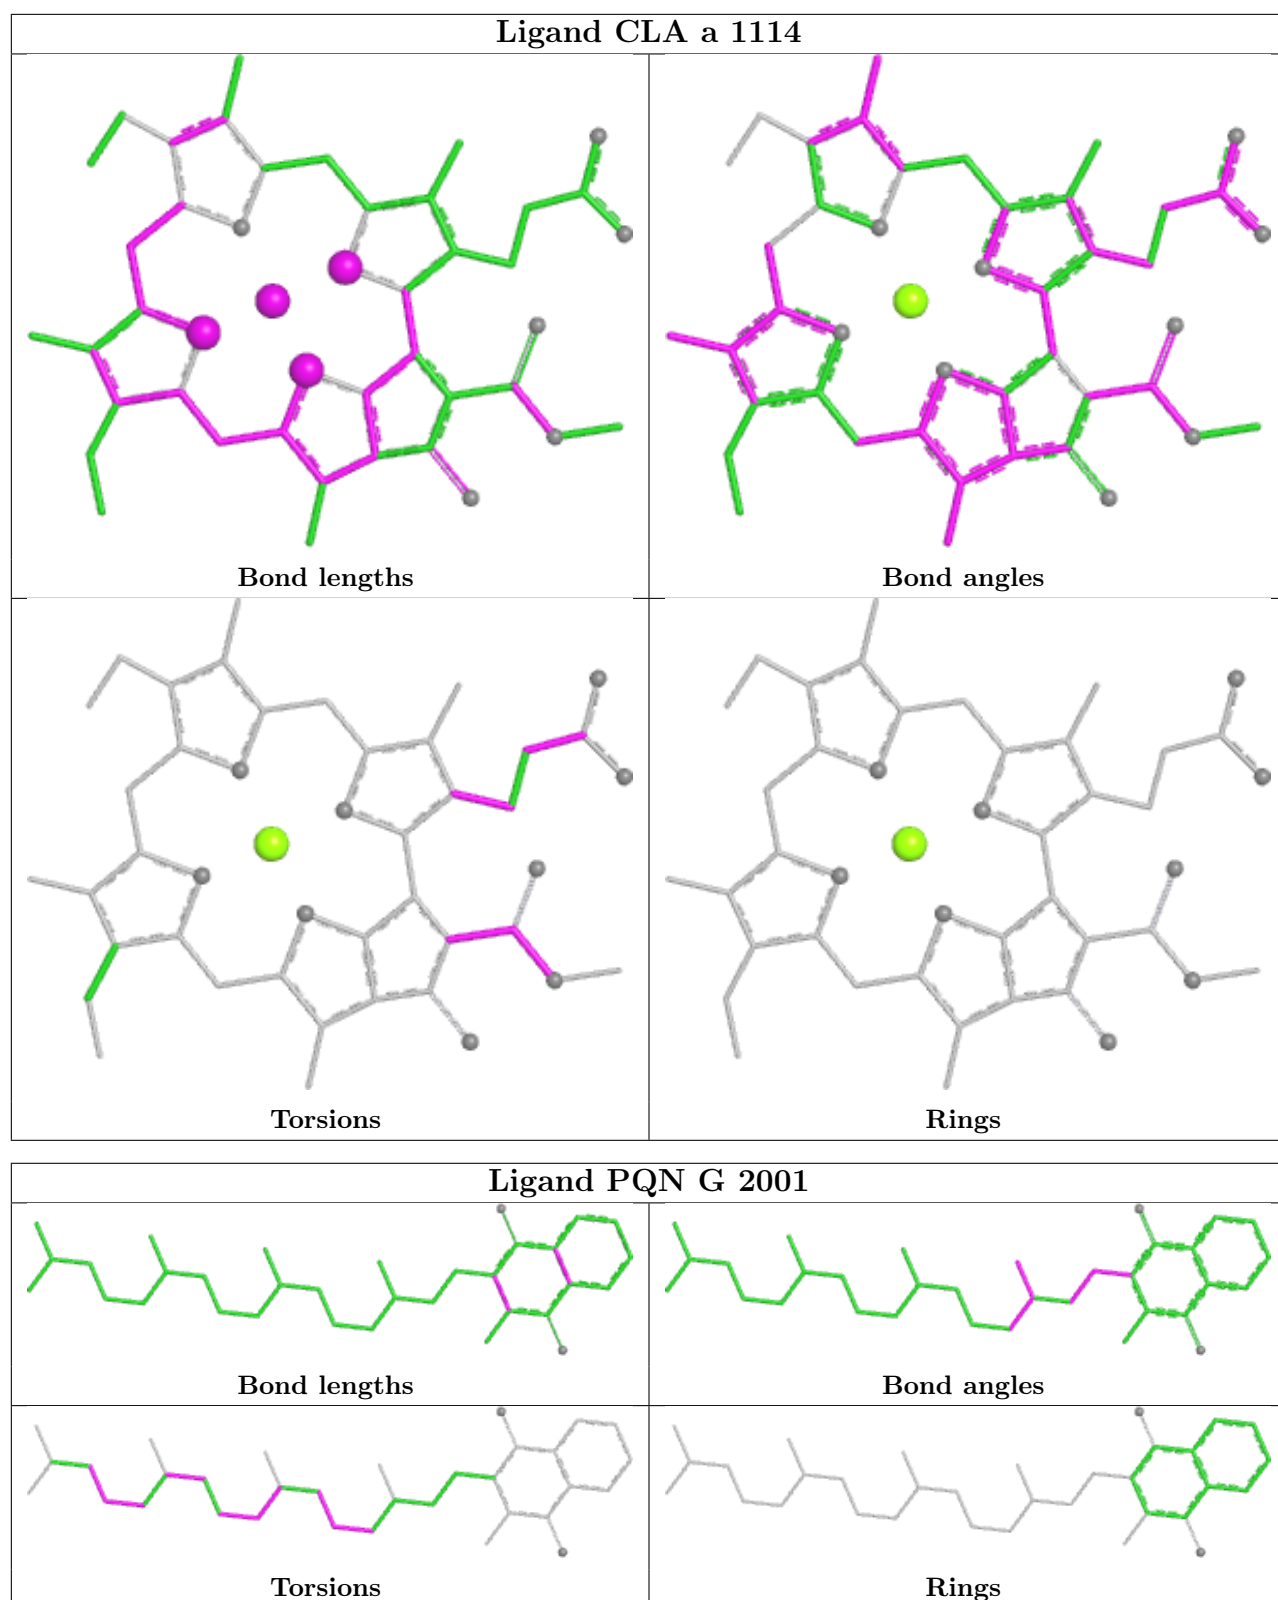 Ligand CLA a 1114
Bond lengths
Bond angles
Torsions
Rings
Ligand PQN G 2001
Bond lengths
Bond angles
Torsions
Rings